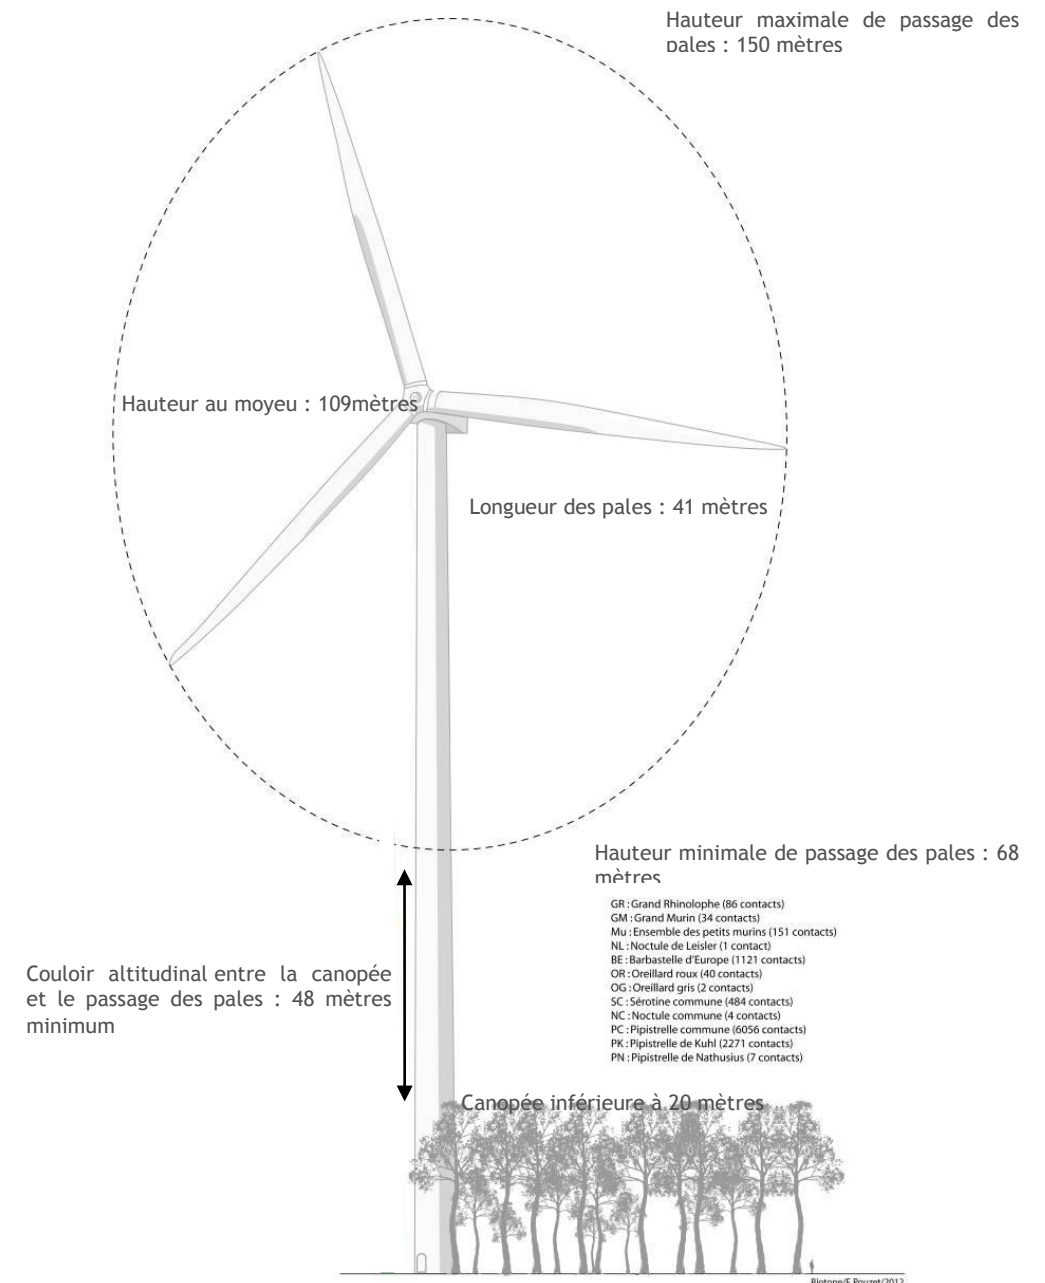 Hauteur maximale de passage des
pales : 150 mètres
Hauteur au moyeu : 109mètres
Longueur des pales : 41 mètres
Hauteur minimale de passage des pales : 68
mètres
GR : Grand Rhinolophe (86 contacts)
GM : Grand Murin (34 contacts)
Mu : Ensemble des petits murins (151 contacts)
NL : Noctule de Leisler (1 contact)
BE : Barbastelle d'Europe (1121 contacts)
OR : Oreillard roux (40 contacts)
OG : Oreillard gris (2 contacts)
SC : Sérotine commune (484 contacts)
NC : Noctule commune (4 contacts)
PC : Pipistrelle commune (6056 contacts)
PK : Pipistrelle de Kuhl (2271 contacts)
PN : Pipistrelle de Nathusius (7 contacts)
Couloir altitudinal entre la canopée
et le passage des pales : 48 mètres
minimum
Canopée inférieure à 20 mètres
Biotope/F. Pouzet/2012